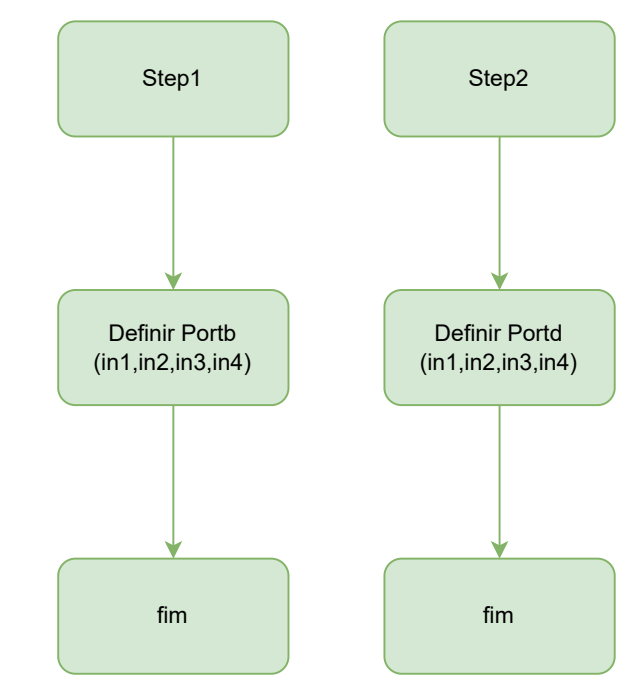 Step1
Step2
Definir Portb
(in1,in2,in3,in4)
Definir Portd
(in1,in2,in3,in4)
fim
fim